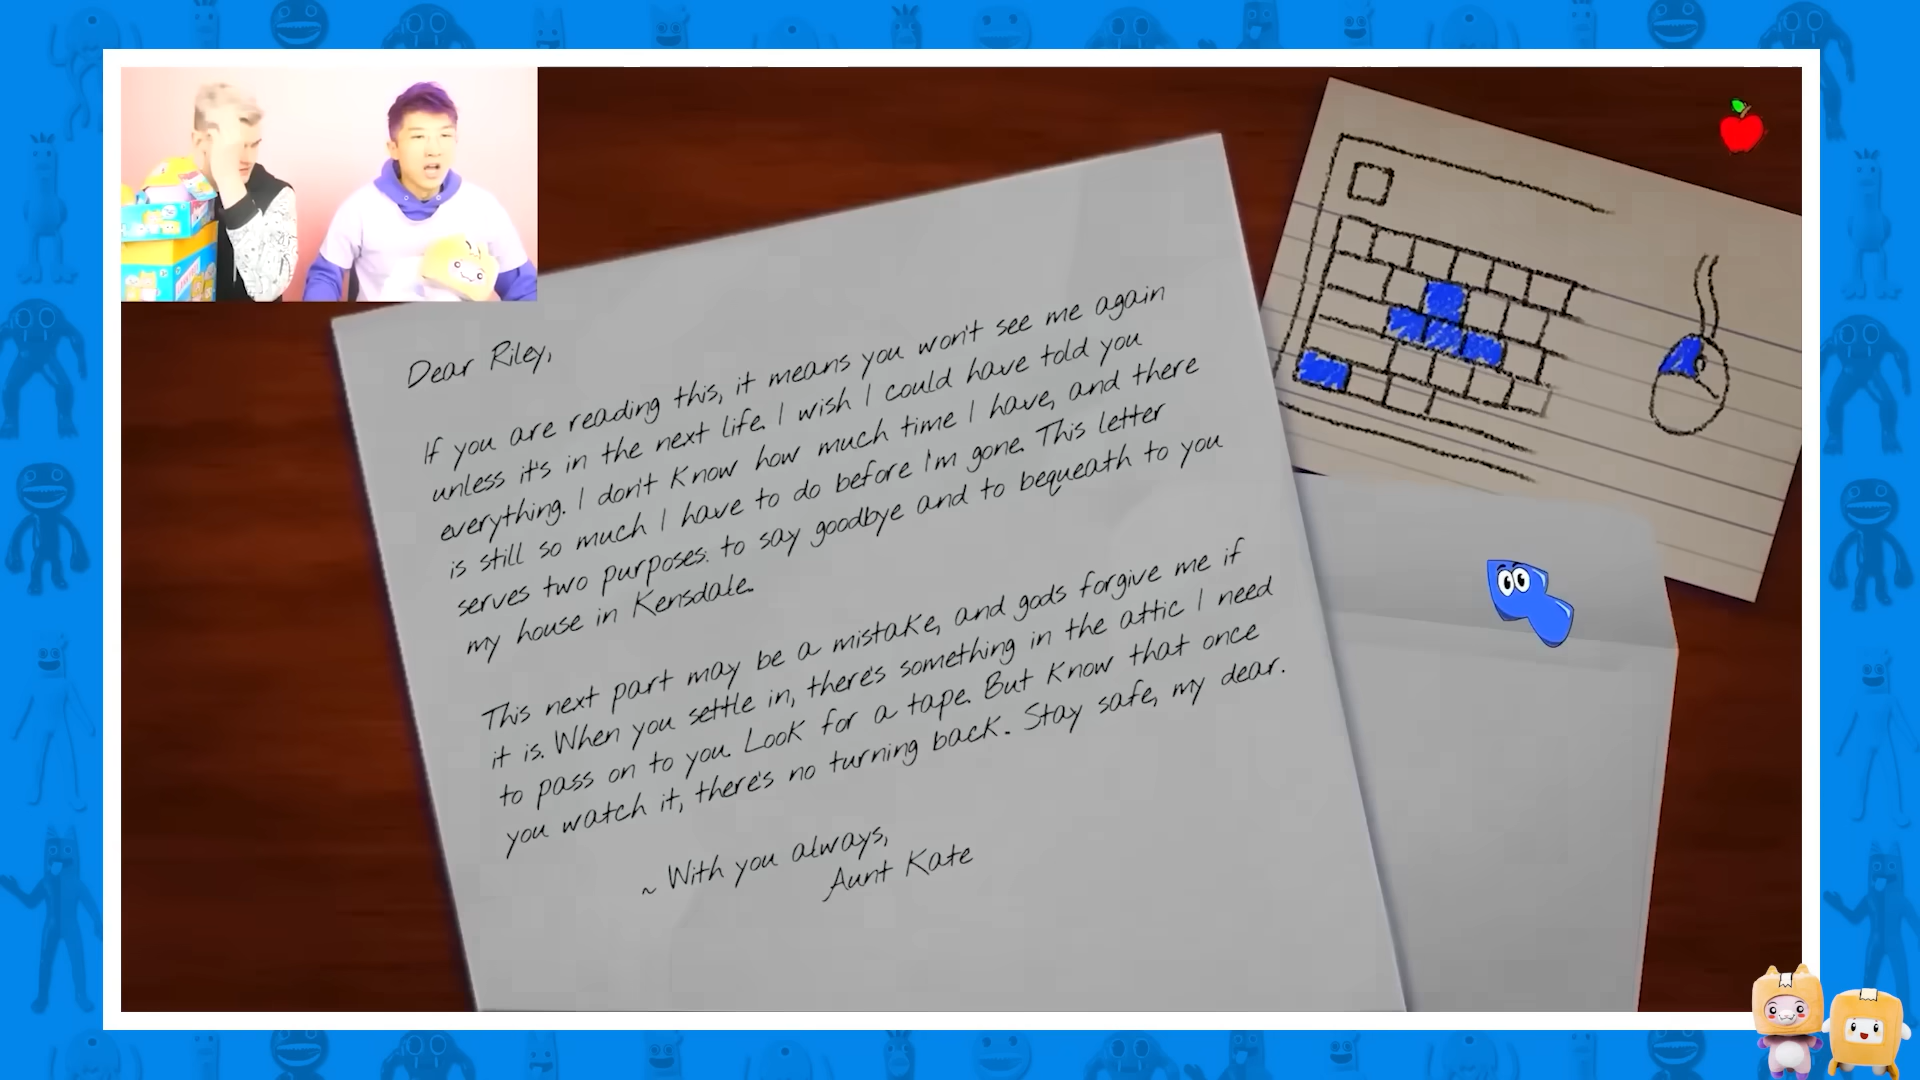 Dear Riley,
If you are reading this, it means you won't see me again
unless it's in the next life. I wish I could have told you
everything. I don't know how much time I have, and there
is still so much I have to do before I'm gone. This letter
serves two purposes: to say goodbye and to bequeath to you
my house in Kensdale.
This next part may be a mistake, and gods forgive me if
it is. When you settle in, there's something in the attic I need
to pass on to you. Look for a tape. But know that once
you watch it, there's no turning back. Stay safe, my dear.
~ With you always,
Aunt Kate